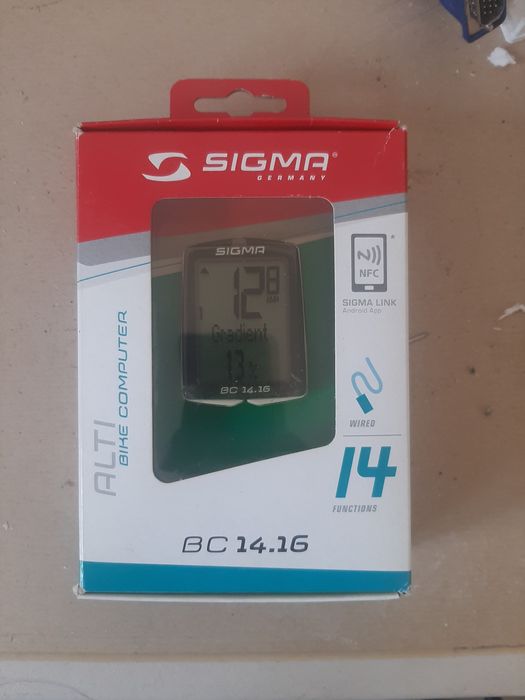 SIGMA®
GERMANY
SIGMA
12 8
KMH
Gradient
13 %
BC 14.16
NFC
*
SIGMA LINK
Android App
WIRED
14
FUNCTIONS
ALTI
BIKE COMPUTER
BC 14.16